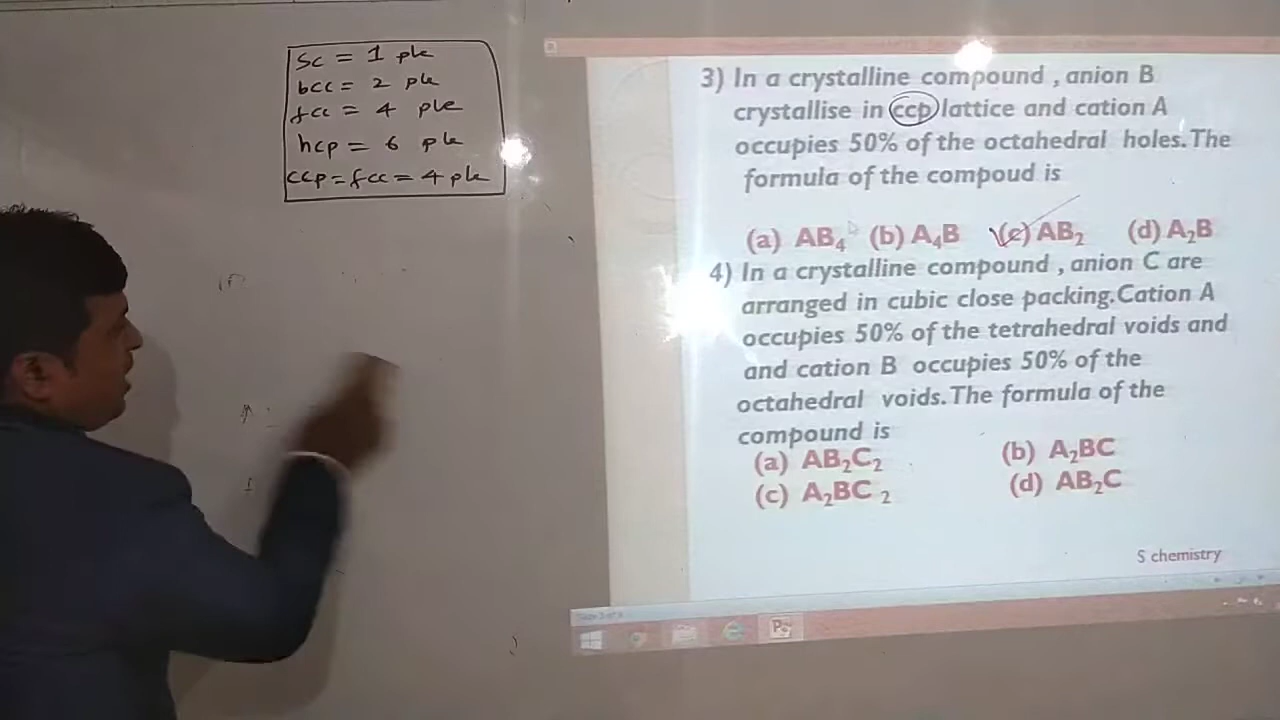 SC = 1 ple
bcc = 2 ple
fcc = 4 ple
hcp = 6 ple
ccp = fcc = 4 ple
3) In a crystalline compound , anion B
crystallise in ccp lattice and cation A
occupies 50% of the octahedral holes.The
formula of the compoud is
(a) AB₄ (b) A₄B (c) AB₂ (d) A₂B
4) In a crystalline compound , anion C are
arranged in cubic close packing.Cation A
occupies 50% of the tetrahedral voids and
and cation B occupies 50% of the
octahedral voids.The formula of the
compound is
(a) AB₂C₂ (b) A₂BC
(c) A₂BC ₂ (d) AB₂C
S chemistry